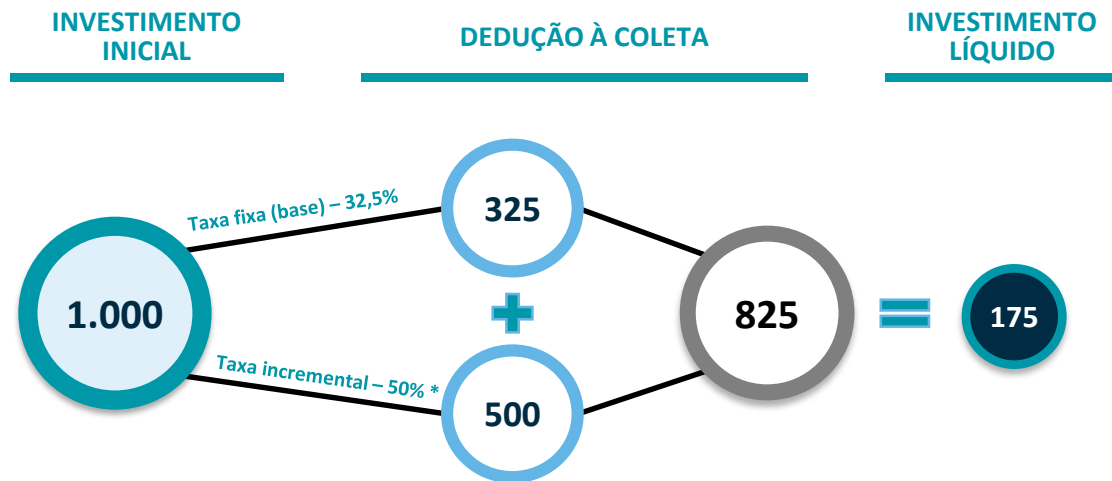 INVESTIMENTO
INICIAL
DEDUÇÃO À COLETA
INVESTIMENTO
LÍQUIDO
Taxa fixa (base) – 32,5%
325
1.000
+
825
=
175
Taxa incremental – 50% *
500